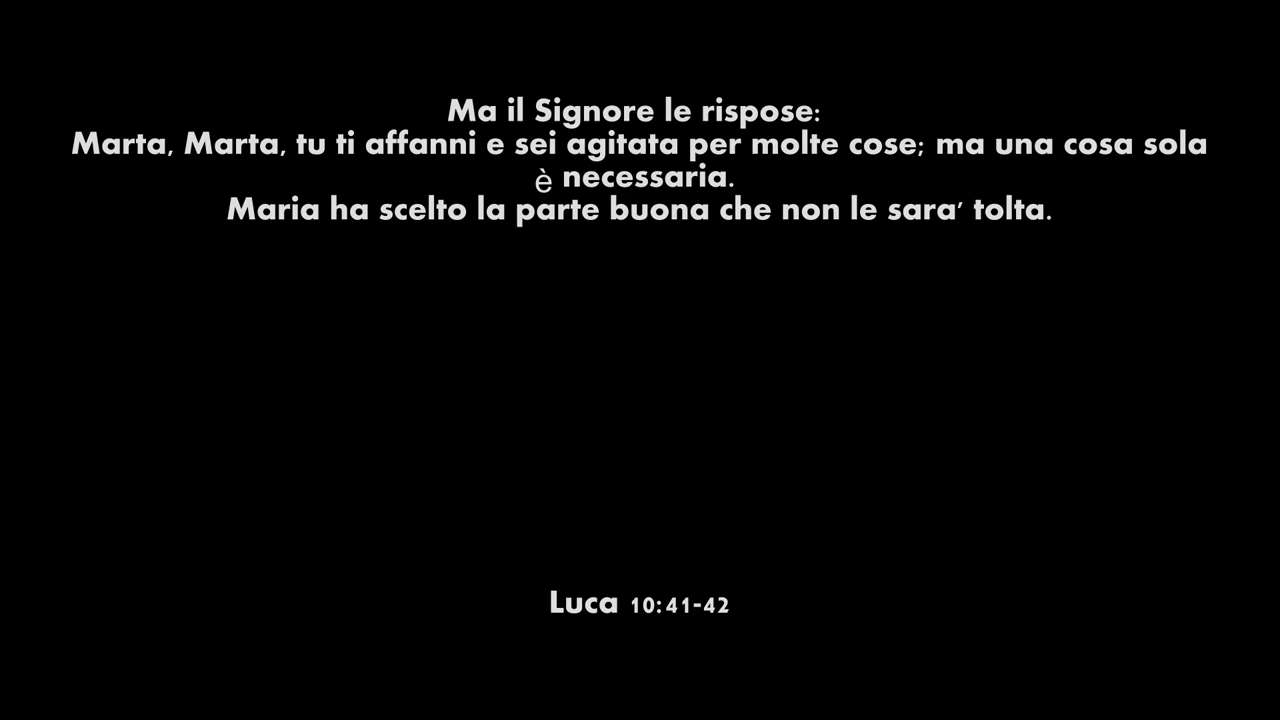 Ma il Signore le rispose:
Marta, Marta, tu ti affanni e sei agitata per molte cose; ma una cosa sola
è necessaria.
Maria ha scelto la parte buona che non le sara' tolta.
Luca 10:41-42